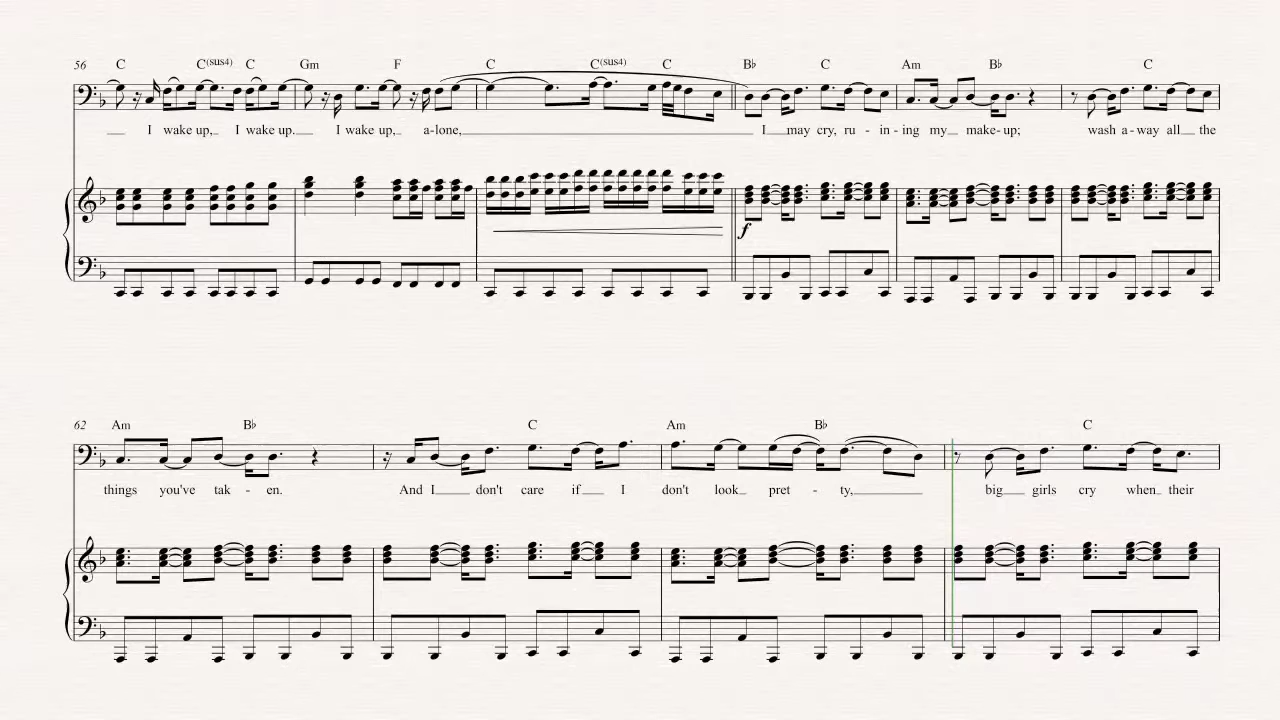 56 C C(sus4) C Gm F C C(sus4) C B♭ C Am B♭ C
I wake up, I wake up. I wake up, a-lone, I may cry, ru - in - ing my make-up; wash a-way all the
f
62 Am B♭ C Am B♭ C
things you've tak - en. And I don't care if I don't look pret - ty, big girls cry when their